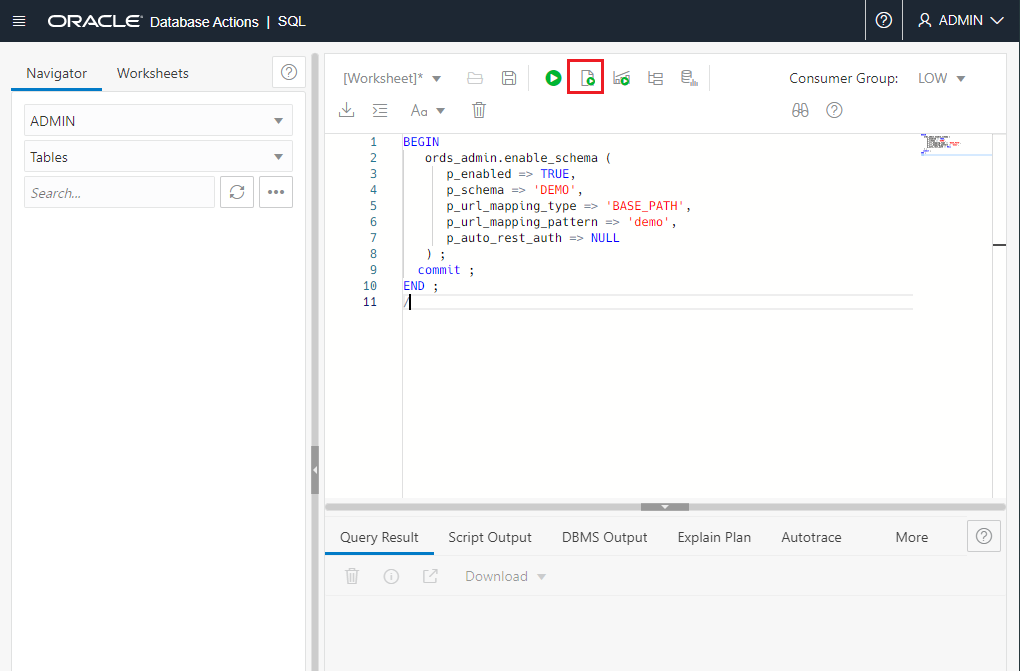 ORACLE Database Actions | SQL
ADMIN
Navigator
Worksheets
ADMIN
Tables
Search...
[Worksheet]*
Consumer Group: LOW
Aa
1 BEGIN
2 ords_admin.enable_schema (
3 p_enabled => TRUE,
4 p_schema => 'DEMO',
5 p_url_mapping_type => 'BASE_PATH',
6 p_url_mapping_pattern => 'demo',
7 p_auto_rest_auth => NULL
8 ) ;
9 commit ;
10 END ;
11 /
Query Result
Script Output
DBMS Output
Explain Plan
Autotrace
More
Download